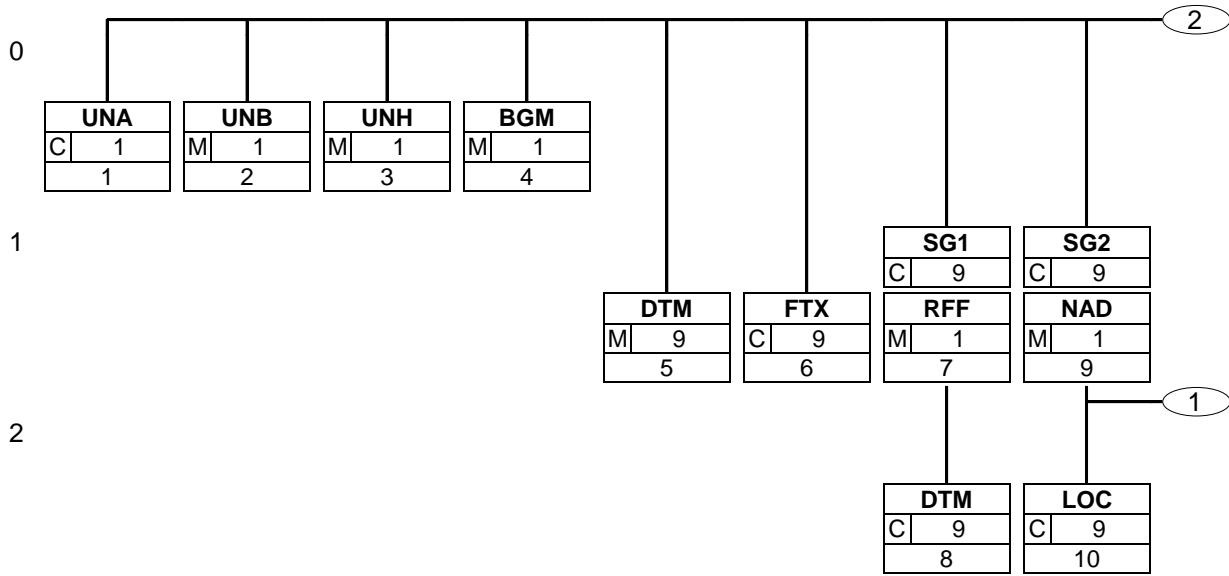 2
0
UNA UNB UNH BGM
C 1 M 1 M 1 M 1
1 2 3 4
1
SG1 SG2
C 9 C 9
DTM FTX RFF NAD
M 9 C 9 M 1 M 1
5 6 7 9
1
2
DTM LOC
C 9 C 9
8 10